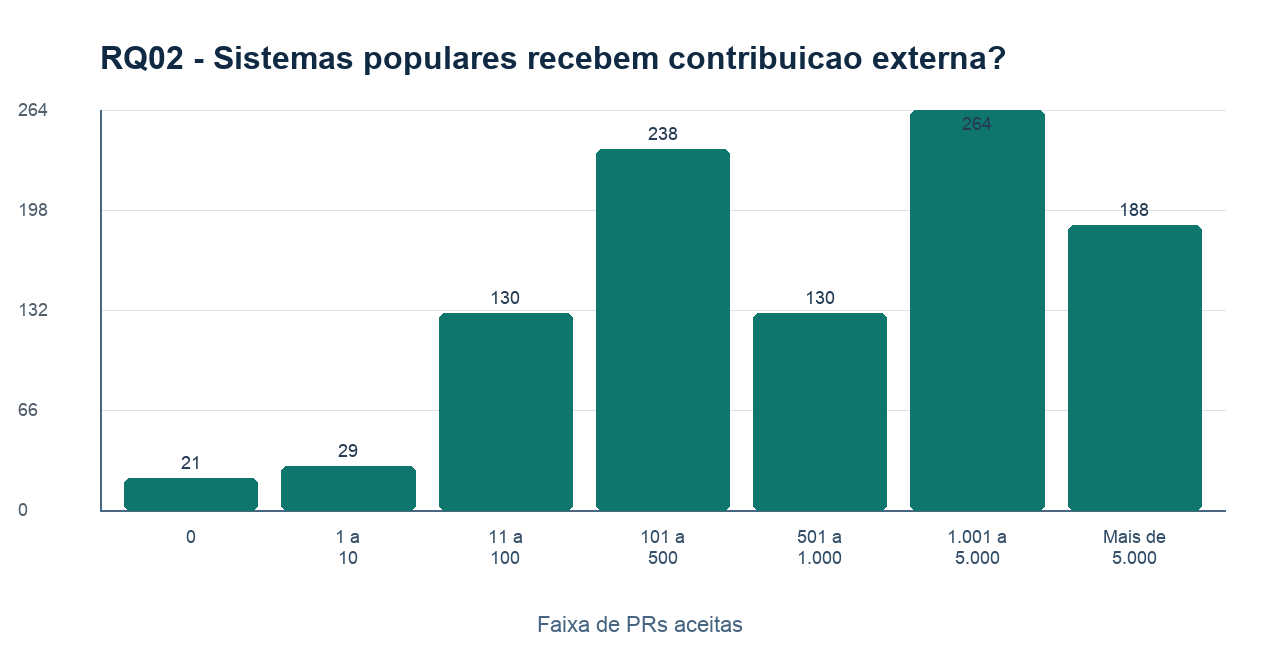 RQ02 - Sistemas populares recebem contribuicao externa?
264
198
132
66
0
21
29
130
238
130
264
188
0
1 a
10
11 a
100
101 a
500
501 a
1.000
1.001 a
5.000
Mais de
5.000
Faixa de PRs aceitas